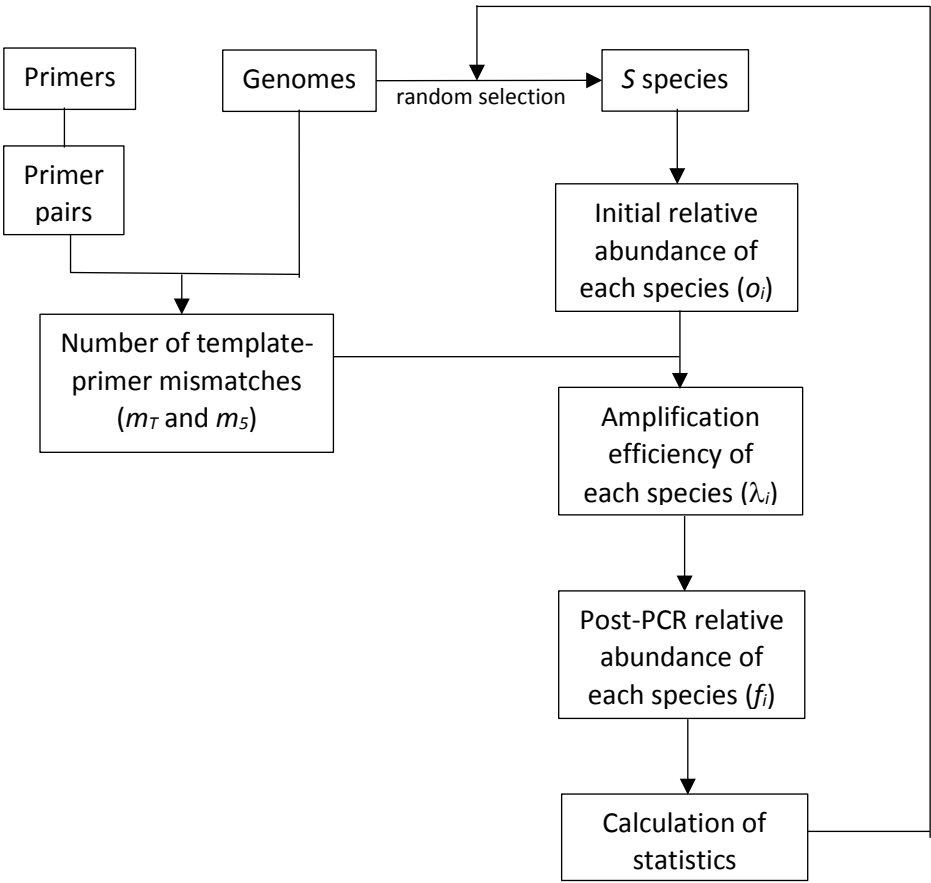 Primers
Genomes
random selection
S species
Primer
pairs
Initial relative
abundance of
each species (oi)
Number of template-
primer mismatches
(mT and m5)
Amplification
efficiency of
each species (λi)
Post-PCR relative
abundance of
each species (fi)
Calculation of
statistics